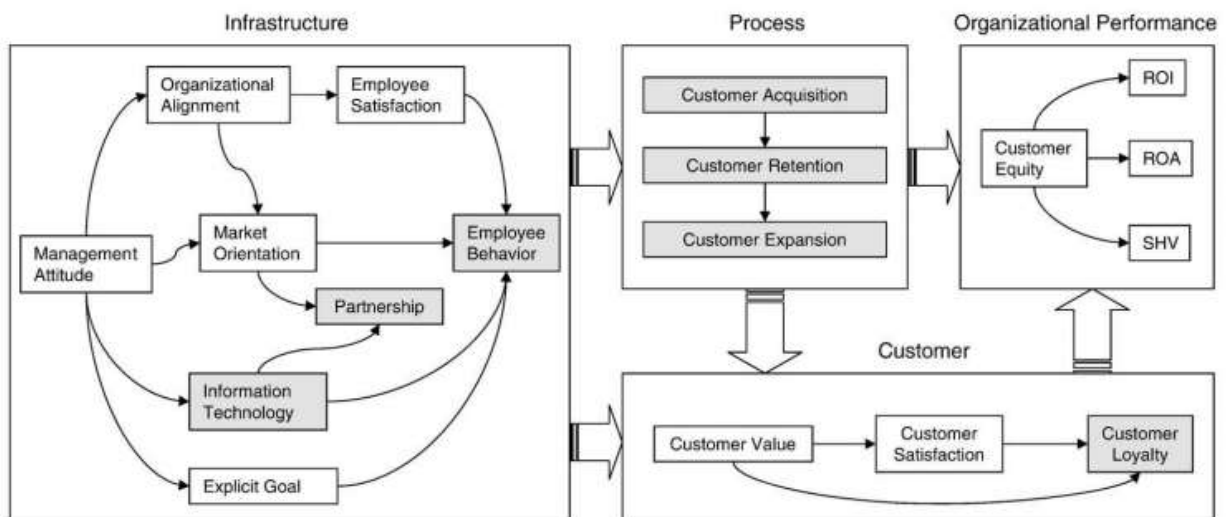 Infrastructure
Process
Organizational Performance
Organizational
Alignment
Employee
Satisfaction
Management
Attitude
Market
Orientation
Employee
Behavior
Partnership
Information
Technology
Explicit Goal
Customer Acquisition
Customer Retention
Customer Expansion
Customer
Equity
ROI
ROA
SHV
Customer
Customer Value
Customer
Satisfaction
Customer
Loyalty